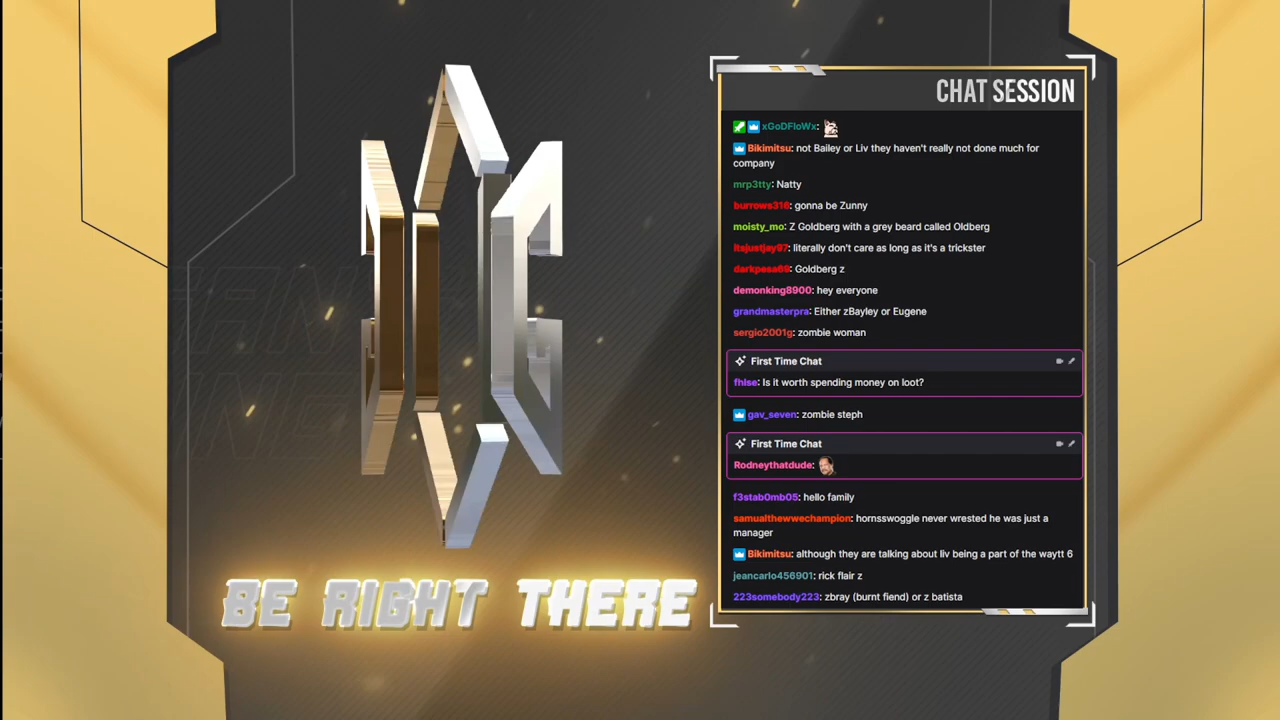 CHAT SESSION
xGoDFloWx:
Bikimitsu: not Bailey or Liv they haven't really not done much for
company
mrp3tty: Natty
burrows316: gonna be Zunny
moisty_mo: Z Goldberg with a grey beard called Oldberg
itsjustjay97: literally don't care as long as it's a trickster
darkpesa69: Goldberg z
demonking8900: hey everyone
grandmasterpra: Either zBayley or Eugene
sergio2001g: zombie woman
First Time Chat
fhlse: Is it worth spending money on loot?
gav_seven: zombie steph
First Time Chat
Rodneythatdude:
f3stab0mb05: hello family
samualthewwechampion: hornsswoggle never wrested he was just a
manager
Bikimitsu: although they are talking about liv being a part of the waytt 6
jeancarlo456901: rick flair z
223somebody223: zbray (burnt fiend) or z batista
BE RIGHT THERE